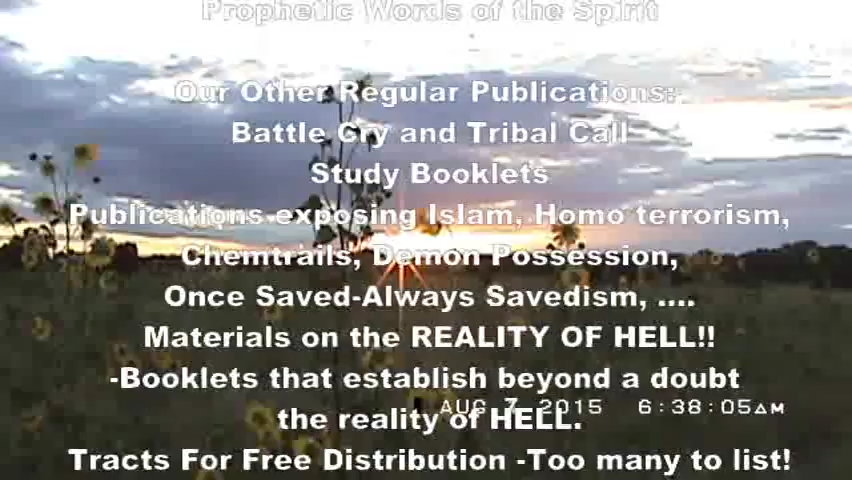 Prophetic Words of the Spirit
Our Other Regular Publications:
Battle Cry and Tribal Call
Study Booklets
Publications exposing Islam, Homo terrorism,
Chemtrails, Demon Possession,
Once Saved-Always Savedism, ....
Materials on the REALITY OF HELL!!
-Booklets that establish beyond a doubt
the reality of HELL.
AUG 7 2015 6:38:05AM
Tracts For Free Distribution -Too many to list!